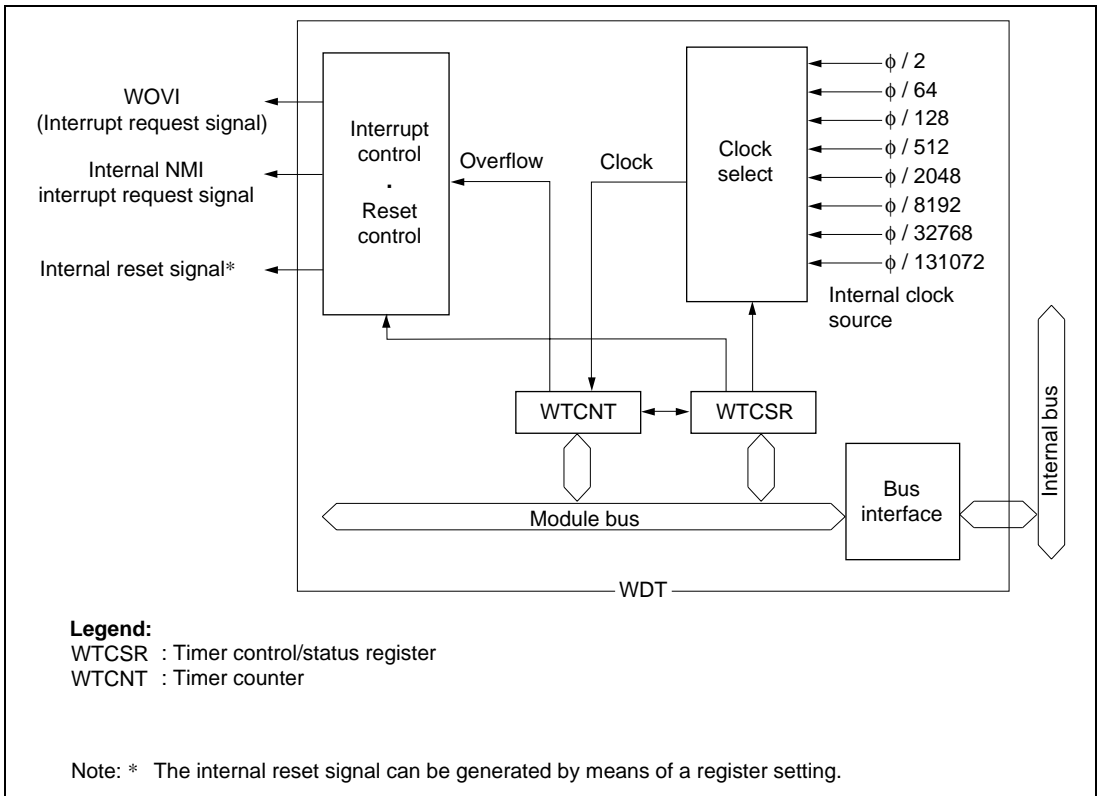 WOVI
(Interrupt request signal)
Internal NMI
interrupt request signal
Internal reset signal*
Interrupt
control
·
Reset
control
Overflow
Clock
Clock
select
ϕ / 2
ϕ / 64
ϕ / 128
ϕ / 512
ϕ / 2048
ϕ / 8192
ϕ / 32768
ϕ / 131072
Internal clock
source
WTCNT
WTCSR
Module bus
Bus
interface
Internal bus
WDT
Legend:
WTCSR : Timer control/status register
WTCNT : Timer counter
Note: * The internal reset signal can be generated by means of a register setting.